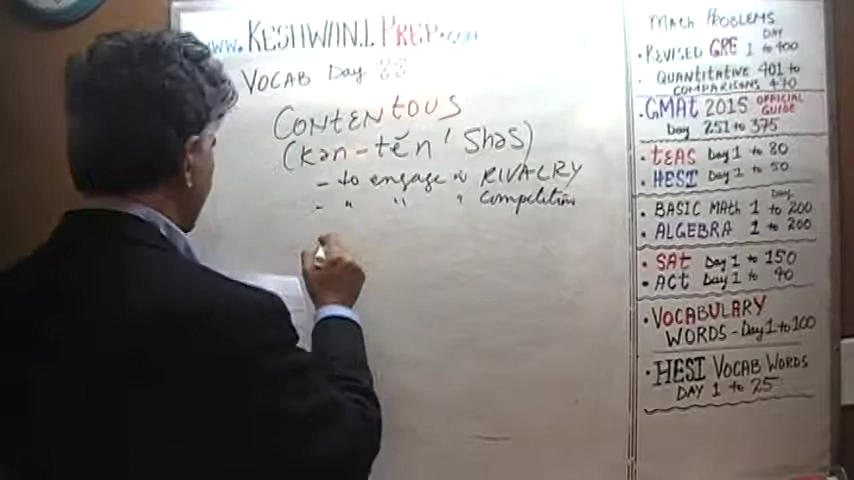 www.KESHWANIPREP.com
VOCAB Day 23
CONTENTOUS
(kən-tĕn'shəs)
- to engage in RIVALRY
- " " " competition
MATH PROBLEMS
DAY
• REVISED GRE 1 to 400
• QUANTITATIVE 401 to
COMPARISONS 470
• GMAT 2015 OFFICIAL GUIDE
Day 251 to 375
• TEAS Day 1 to 80
• HESI Day 1 to 50
Day
• BASIC MATH 1 to 200
• ALGEBRA 1 to 200
• SAT Day 1 to 150
• ACT Day 1 to 90
• VOCABULARY
WORDS - Day 1 to 100
• HESI VOCAB WORDS
DAY 1 to 25